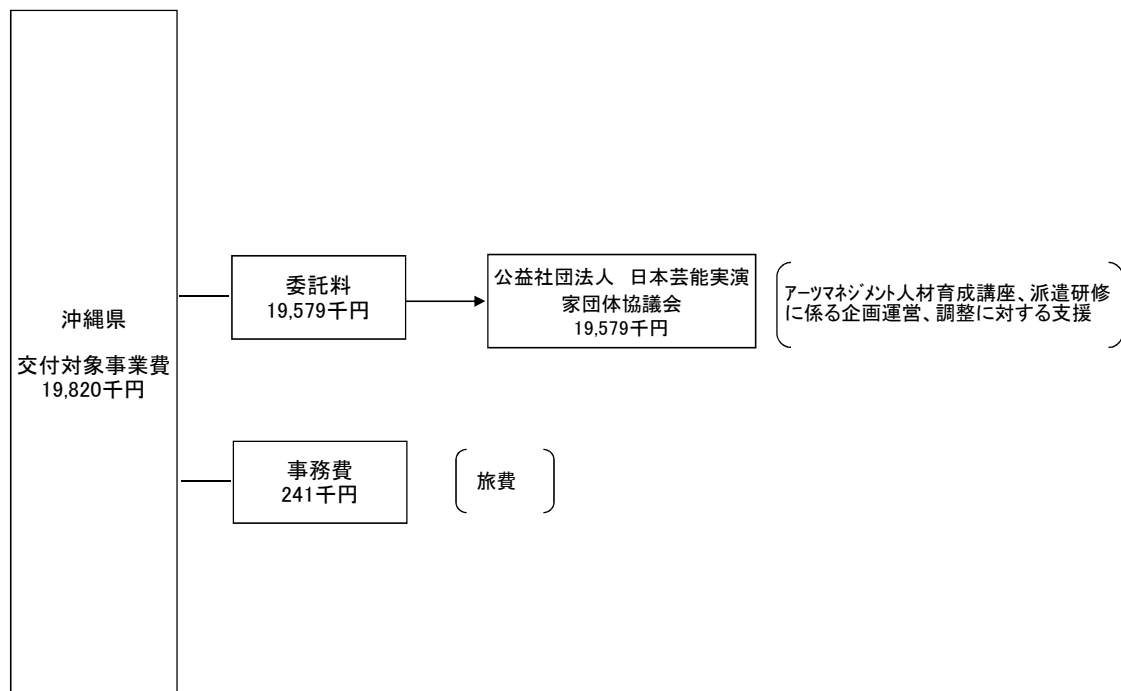 沖縄県
交付対象事業費
19,820千円
委託料
19,579千円
公益社団法人　日本芸能実演
家団体協議会
19,579千円
アーツマネジメント人材育成講座、派遣研修
に係る企画運営、調整に対する支援
事務費
241千円
旅費